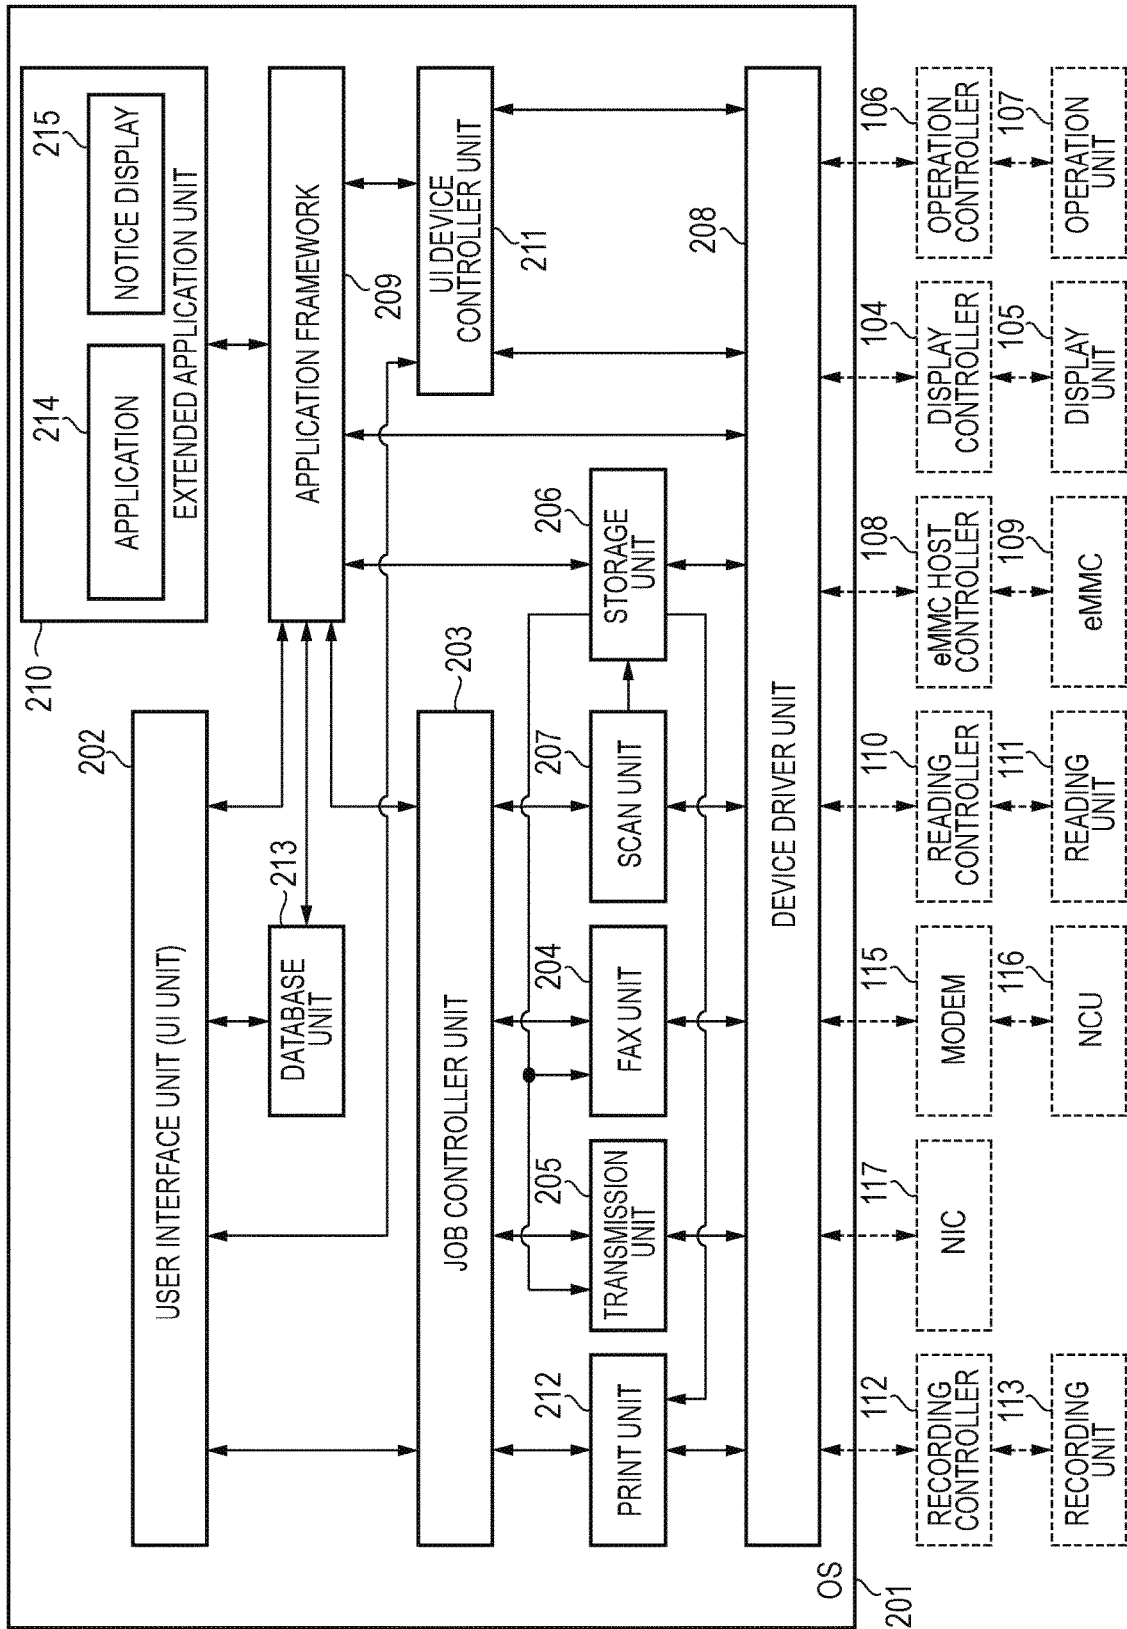 210
214
APPLICATION
215
NOTICE DISPLAY
EXTENDED APPLICATION UNIT
202
USER INTERFACE UNIT (UI UNIT)
213
DATABASE
UNIT
APPLICATION FRAMEWORK
209
203
JOB CONTROLLER UNIT
UI DEVICE
CONTROLLER UNIT
211
212
PRINT UNIT
205
TRANSMISSION
UNIT
204
FAX UNIT
207
SCAN UNIT
206
STORAGE
UNIT
208
DEVICE DRIVER UNIT
OS
201
112
RECORDING
CONTROLLER
117
NIC
115
MODEM
110
READING
CONTROLLER
108
eMMC HOST
CONTROLLER
104
DISPLAY
CONTROLLER
106
OPERATION
CONTROLLER
113
RECORDING
UNIT
116
NCU
111
READING
UNIT
109
eMMC
105
DISPLAY
UNIT
107
OPERATION
UNIT